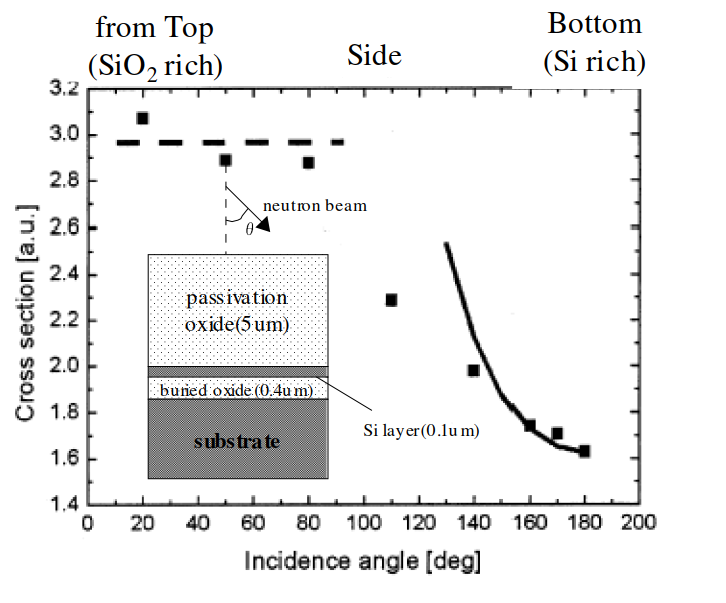 from Top
(SiO2 rich)
Side
Bottom
(Si rich)
3.2
3.0
2.8
2.6
2.4
2.2
2.0
1.8
1.6
1.4
Cross section [a.u.]
neutron beam
θ
passivation
oxide(5um)
buried oxide(0.4um)
Si layer(0.1um)
substrate
0 20 40 60 80 100 120 140 160 180 200
Incidence angle [deg]